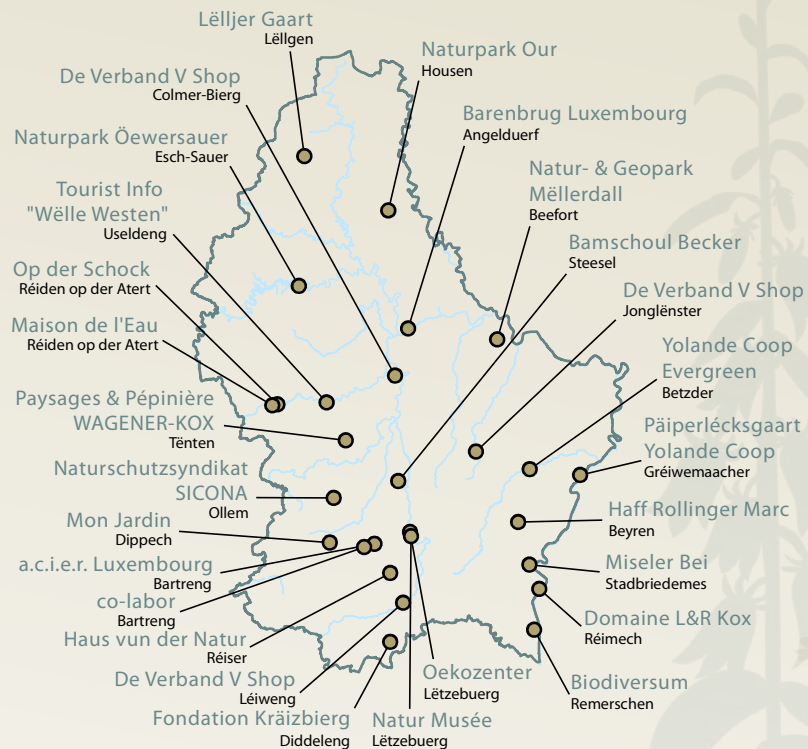 Lëlljer Gaart
Lëllgen
Naturpark Our
Housen
De Verband V Shop
Colmer-Bierg
Barenbrug Luxembourg
Angelduerf
Naturpark Öewersauer
Esch-Sauer
Natur- & Geopark
Mëllerdall
Beefort
Tourist Info
"Wëlle Westen"
Useldeng
Bamschoul Becker
Steesel
Op der Schock
Réiden op der Atert
De Verband V Shop
Jonglënster
Maison de l'Eau
Réiden op der Atert
Yolande Coop
Evergreen
Betzder
Paysages & Pépinière
WAGENER-KOX
Tënten
Päiperlécksgaart
Yolande Coop
Gréiwemaacher
Naturschutzsyndikat
SICONA
Ollem
Haff Rollinger Marc
Beyren
Mon Jardin
Dippech
Miseler Bei
Stadbriedemes
a.c.i.e.r. Luxembourg
Bartreng
co-labor
Bartreng
Domaine L&R Kox
Réimech
Haus vun der Natur
Réiser
De Verband V Shop
Léiweng
Oekozenter
Lëtzebuerg
Biodiversum
Remerschen
Fondation Kräizbierg
Diddeleng
Natur Musée
Lëtzebuerg